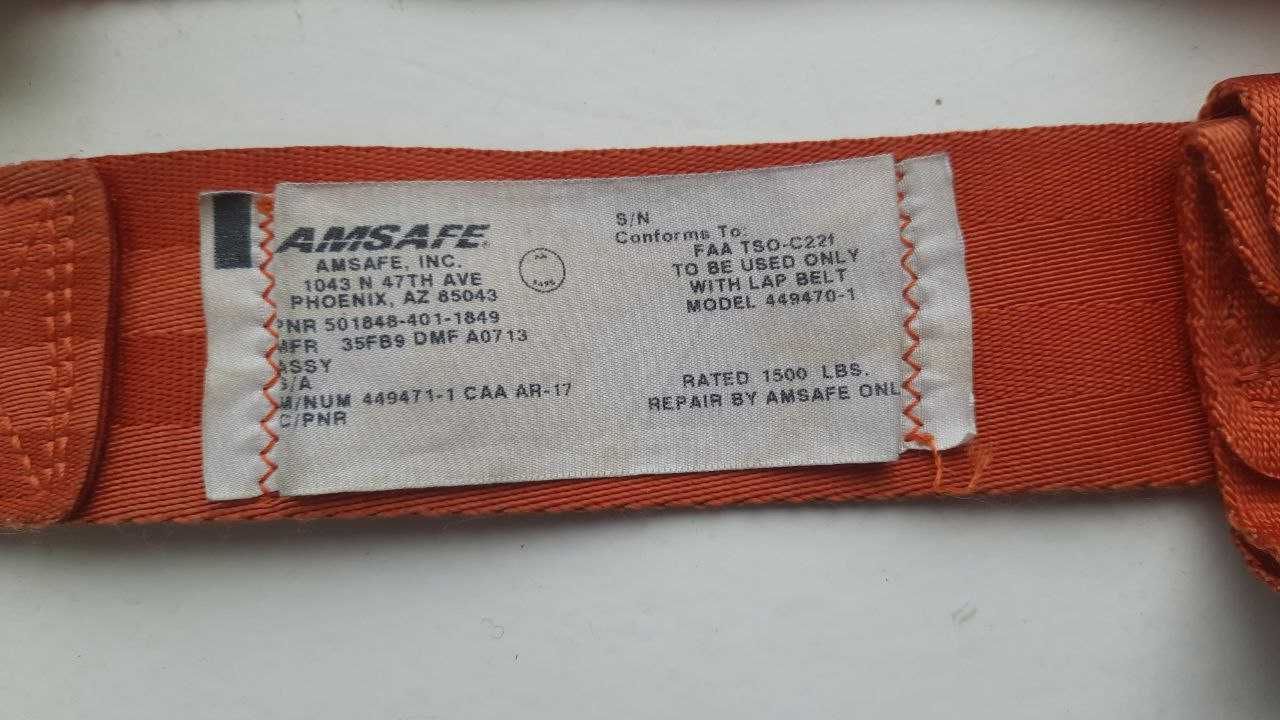 AMSAFE
AMSAFE, INC.
1043 N 47TH AVE
PHOENIX, AZ 85043
PNR 501848-401-1849
MFR 35FB9 DMF A0713
ASSY
S/A
M/NUM 449471-1 CAA AR-17
C/PNR
S/N
Conforms To:
FAA TSO-C22f
TO BE USED ONLY
WITH LAP BELT
MODEL 449470-1
RATED 1500 LBS.
REPAIR BY AMSAFE ONL